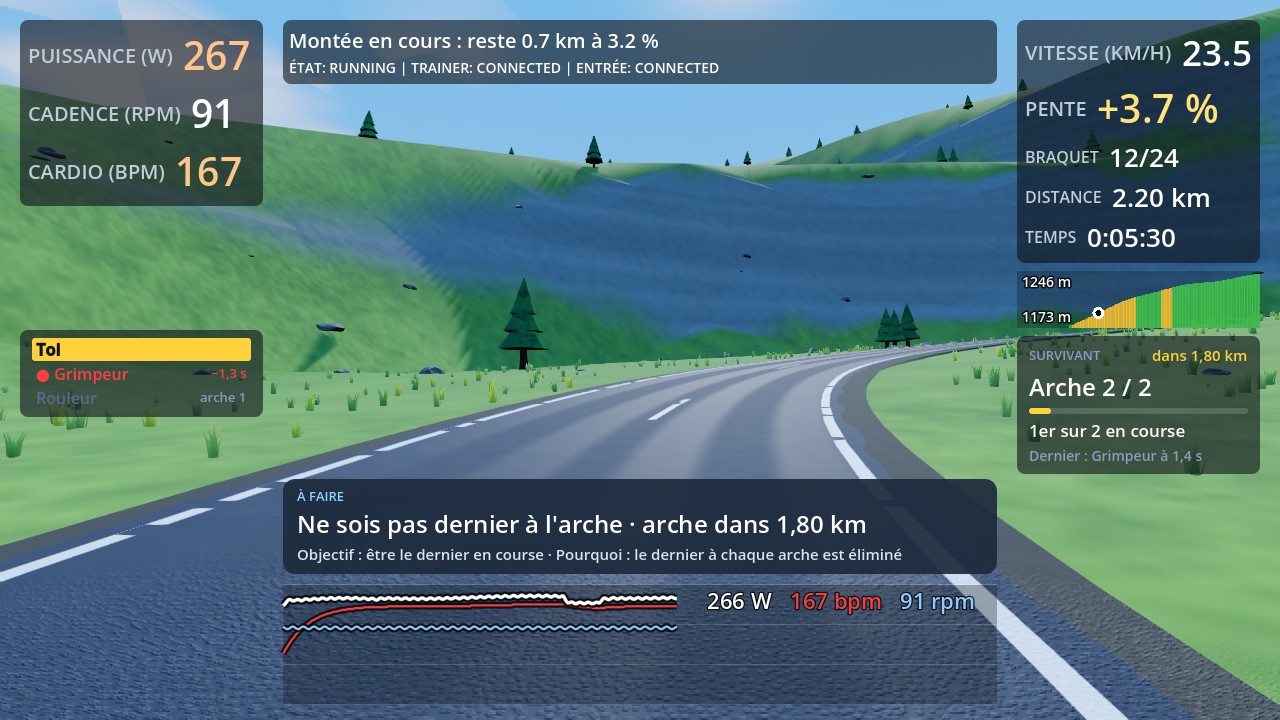 PUISSANCE (W) 267
CADENCE (RPM) 91
CARDIO (BPM) 167
Montée en cours : reste 0.7 km à 3.2 %
ÉTAT: RUNNING | TRAINER: CONNECTED | ENTRÉE: CONNECTED
VITESSE (KM/H) 23.5
PENTE +3.7 %
BRAQUET 12/24
DISTANCE 2.20 km
TEMPS 0:05:30
1246 m
1173 m
Toi
Grimpeur −1,3 s
Rouleur arche 1
SURVIVANT dans 1,80 km
Arche 2 / 2
1er sur 2 en course
Dernier : Grimpeur à 1,4 s
À FAIRE
Ne sois pas dernier à l'arche · arche dans 1,80 km
Objectif : être le dernier en course · Pourquoi : le dernier à chaque arche est éliminé
266 W 167 bpm 91 rpm